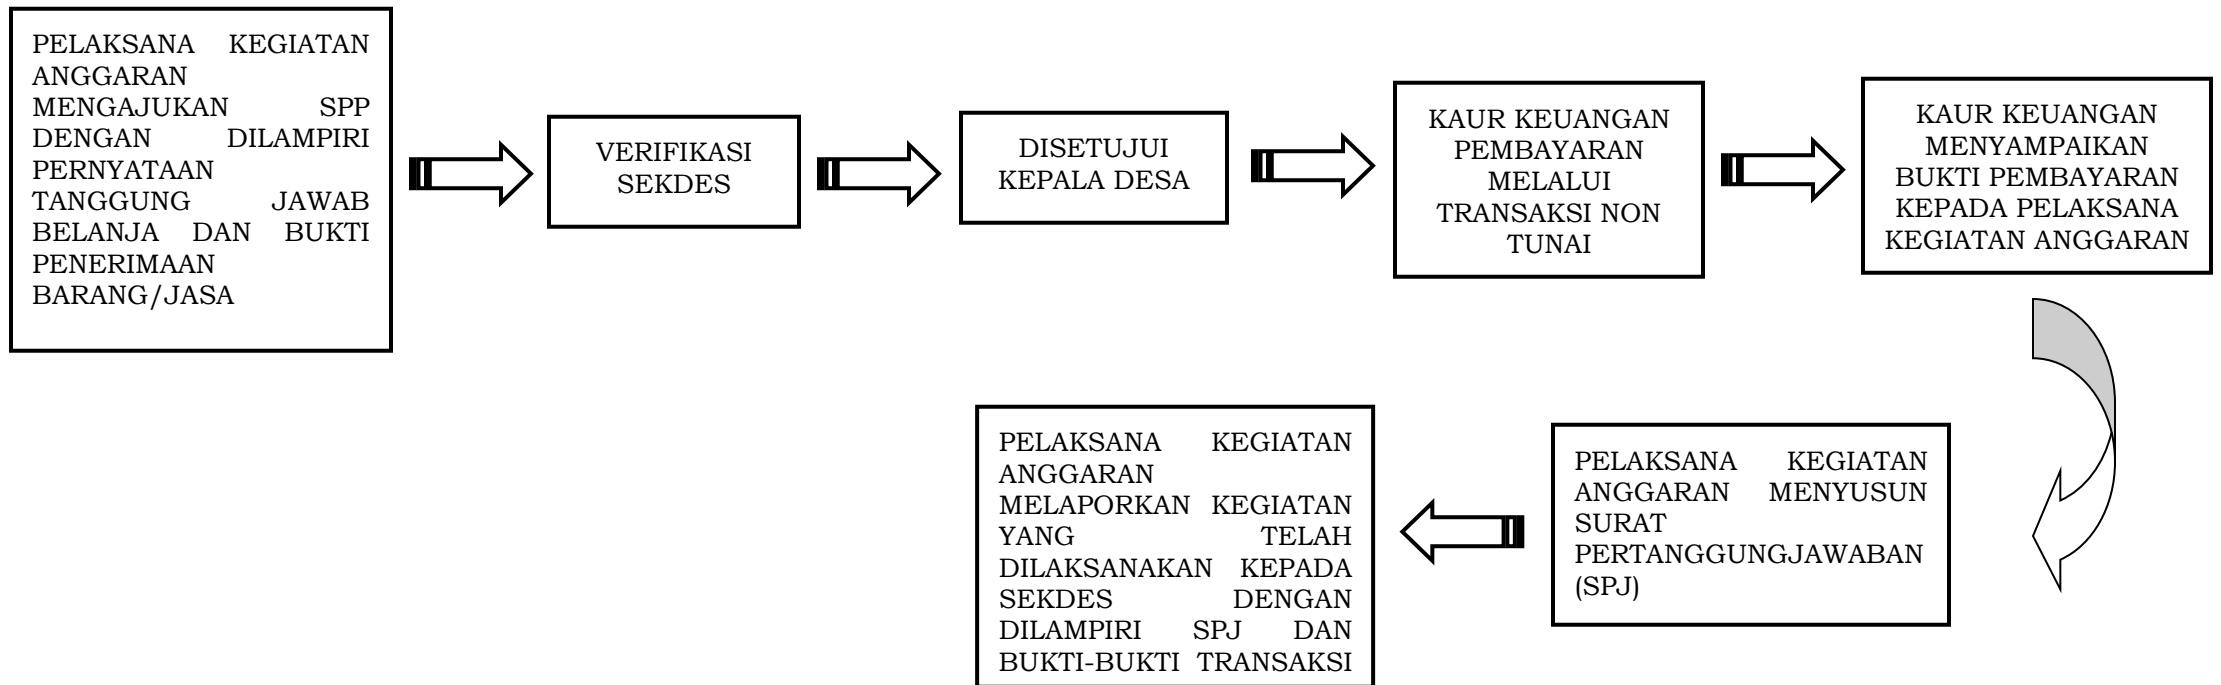 PELAKSANA KEGIATAN
ANGGARAN
MENGAJUKAN SPP
DENGAN DILAMPIRI
PERNYATAAN
TANGGUNG JAWAB
BELANJA DAN BUKTI
PENERIMAAN
BARANG/JASA
VERIFIKASI
SEKDES
DISETUJUI
KEPALA DESA
KAUR KEUANGAN
PEMBAYARAN
MELALUI
TRANSAKSI NON
TUNAI
KAUR KEUANGAN
MENYAMPAIKAN
BUKTI PEMBAYARAN
KEPADA PELAKSANA
KEGIATAN ANGGARAN
PELAKSANA KEGIATAN
ANGGARAN MENYUSUN
SURAT
PERTANGGUNGJAWABAN
(SPJ)
PELAKSANA KEGIATAN
ANGGARAN
MELAPORKAN KEGIATAN
YANG TELAH
DILAKSANAKAN KEPADA
SEKDES DENGAN
DILAMPIRI SPJ DAN
BUKTI-BUKTI TRANSAKSI